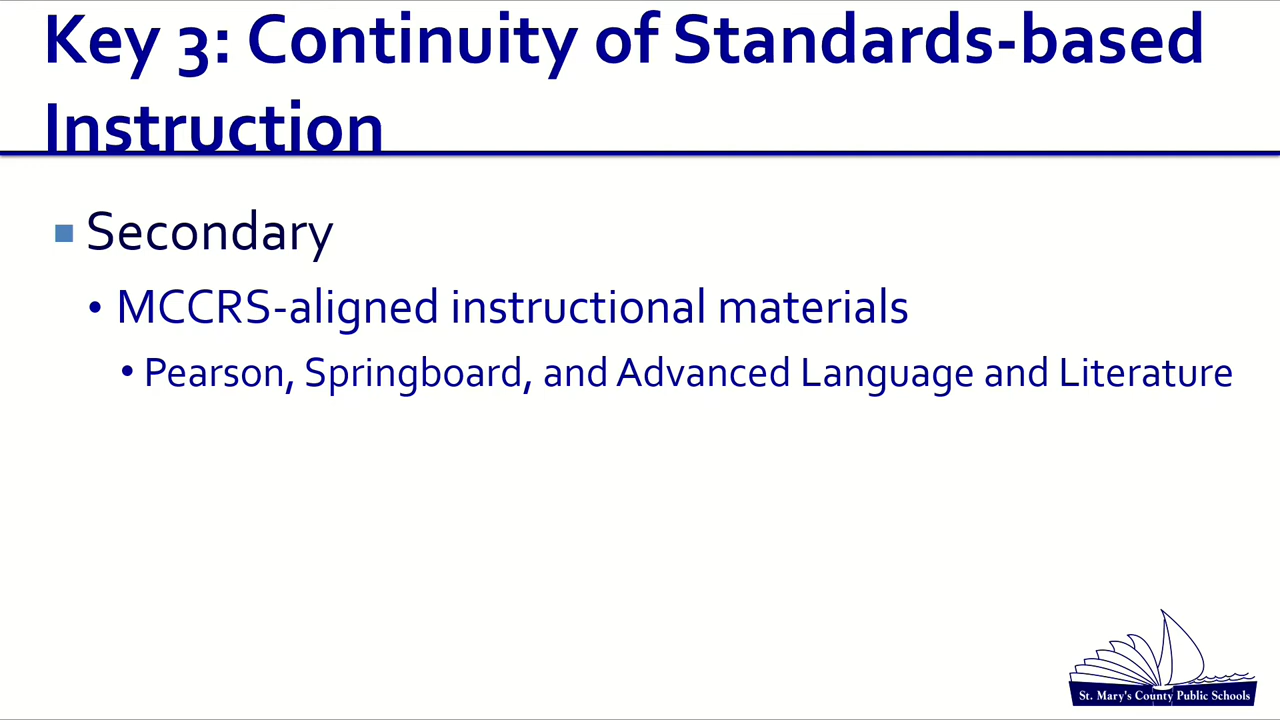 Key 3: Continuity of Standards-based
Instruction
Secondary
• MCCRS-aligned instructional materials
• Pearson, Springboard, and Advanced Language and Literature
St. Mary's County Public Schools